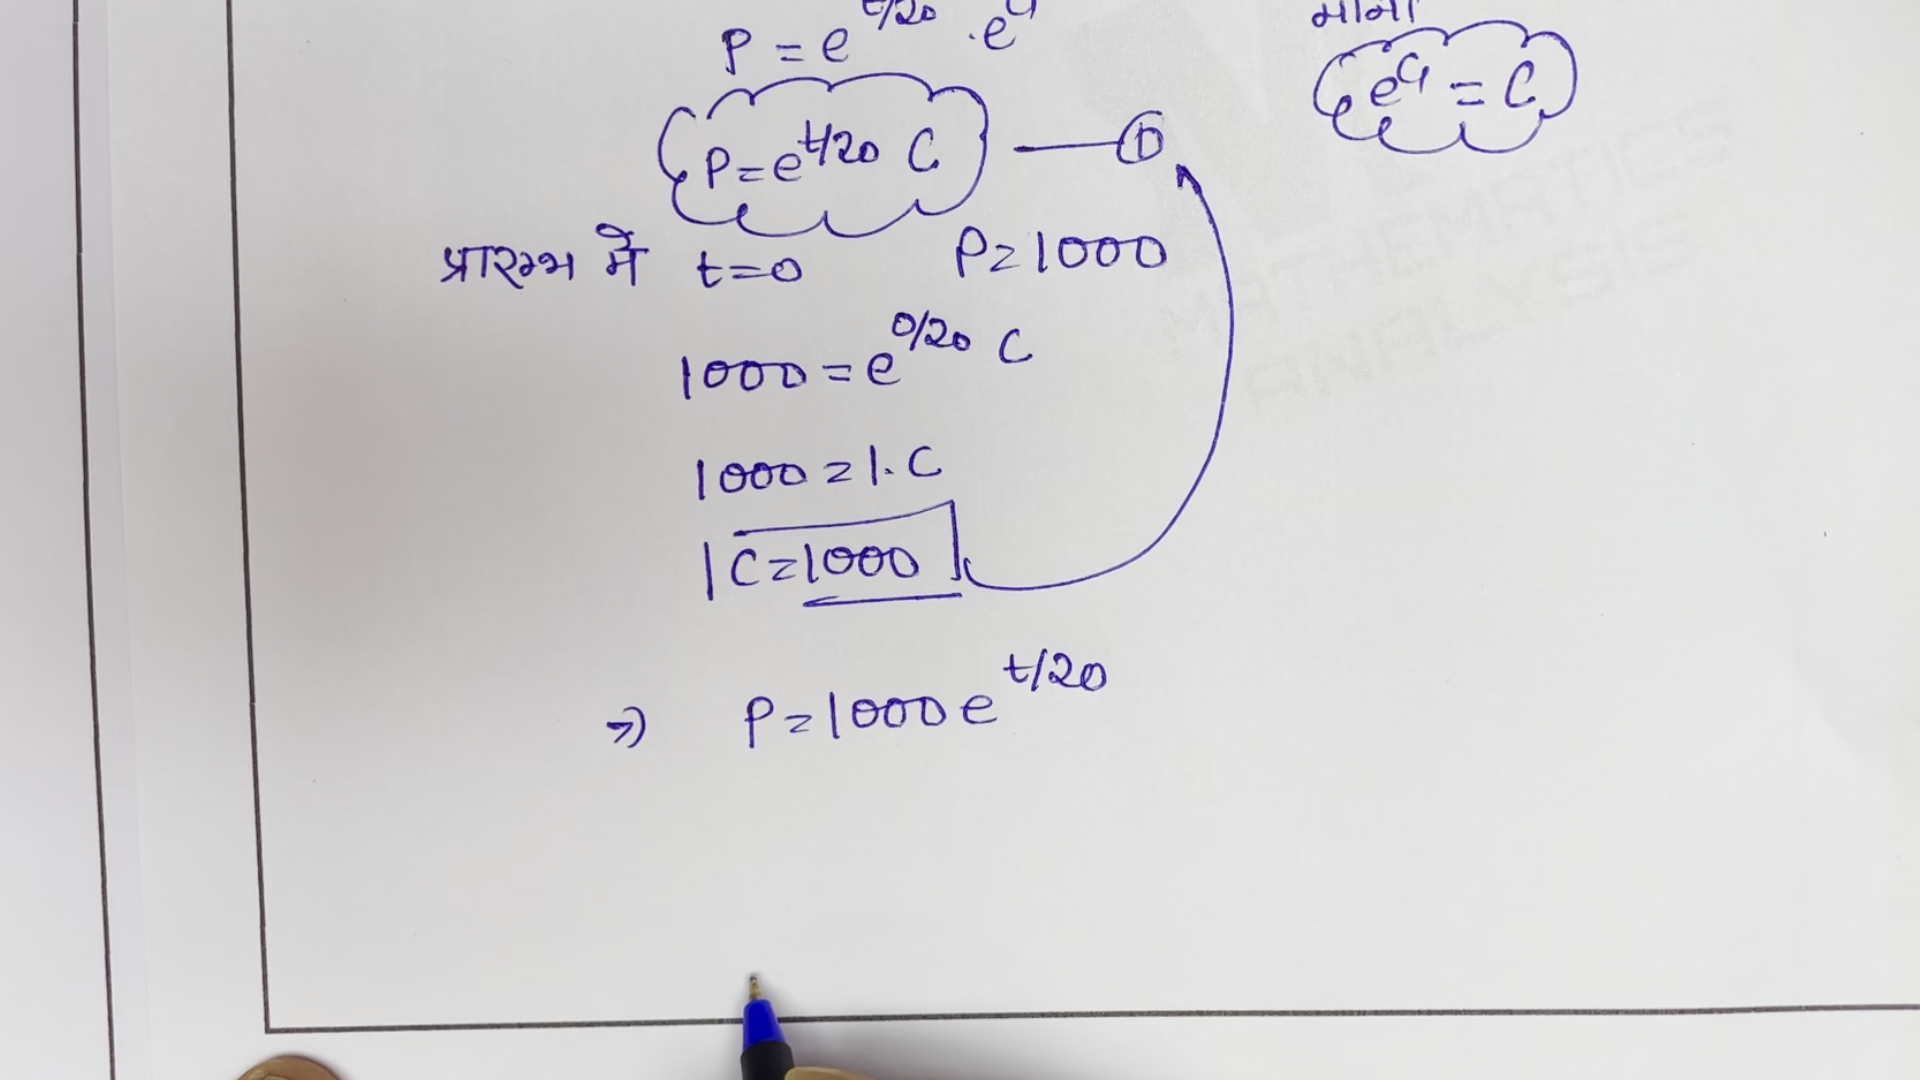 P = e^t/20 . e^C1
माना
e^C1 = C
P = e^t/20 C — ①
प्रारम्भ में t=0 P=1000
1000 = e^0/20 C
1000 = 1. C
C = 1000
⇒ P = 1000 e^t/20